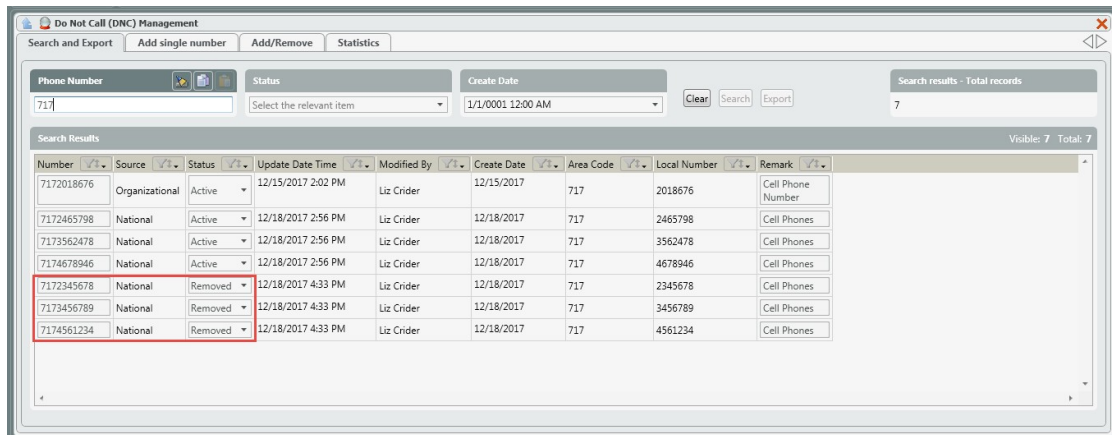 Do Not Call (DNC) Management
Search and Export Add single number Add/Remove Statistics
Phone Number Status Create Date Search results - Total records
717 Select the relevant item 1/1/0001 12:00 AM Clear Search Export 7
Search Results Visible: 7 Total: 7
Number Source Status Update Date Time Modified By Create Date Area Code Local Number Remark
7172018676 Organizational Active 12/15/2017 2:02 PM Liz Crider 12/15/2017 717 2018676 Cell Phone
Number
7172465798 National Active 12/18/2017 2:56 PM Liz Crider 12/18/2017 717 2465798 Cell Phones
7173562478 National Active 12/18/2017 2:56 PM Liz Crider 12/18/2017 717 3562478 Cell Phones
7174678946 National Active 12/18/2017 2:56 PM Liz Crider 12/18/2017 717 4678946 Cell Phones
7172345678 National Removed 12/18/2017 4:33 PM Liz Crider 12/18/2017 717 2345678 Cell Phones
7173456789 National Removed 12/18/2017 4:33 PM Liz Crider 12/18/2017 717 3456789 Cell Phones
7174561234 National Removed 12/18/2017 4:33 PM Liz Crider 12/18/2017 717 4561234 Cell Phones